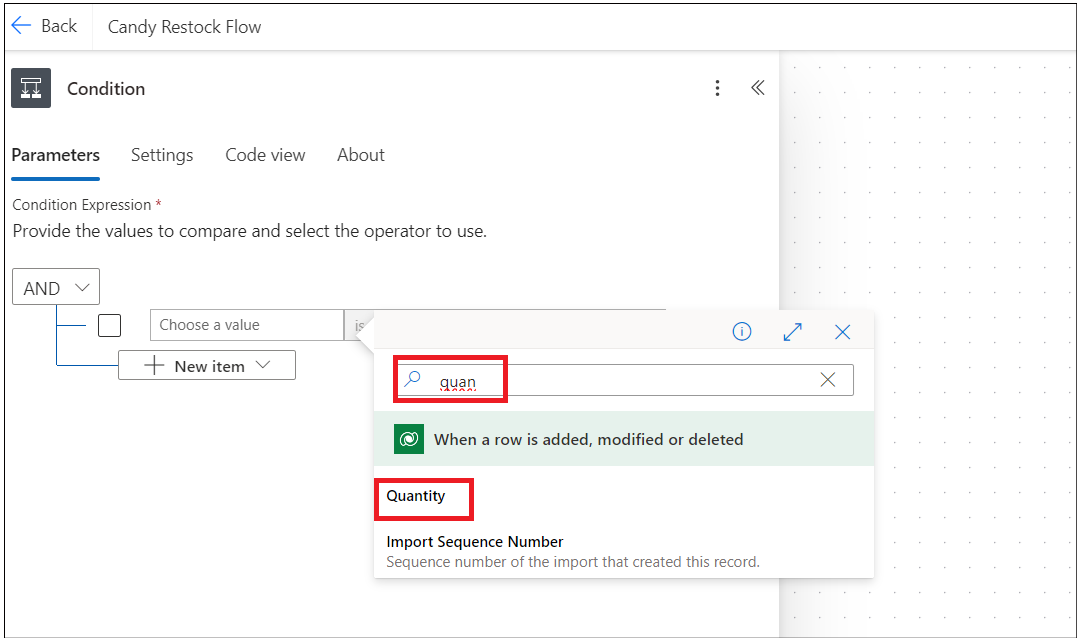 Back
Candy Restock Flow
Condition
Parameters
Settings
Code view
About
Condition Expression *
Provide the values to compare and select the operator to use.
AND
Choose a value
is
New item
quan
When a row is added, modified or deleted
Quantity
Import Sequence Number
Sequence number of the import that created this record.